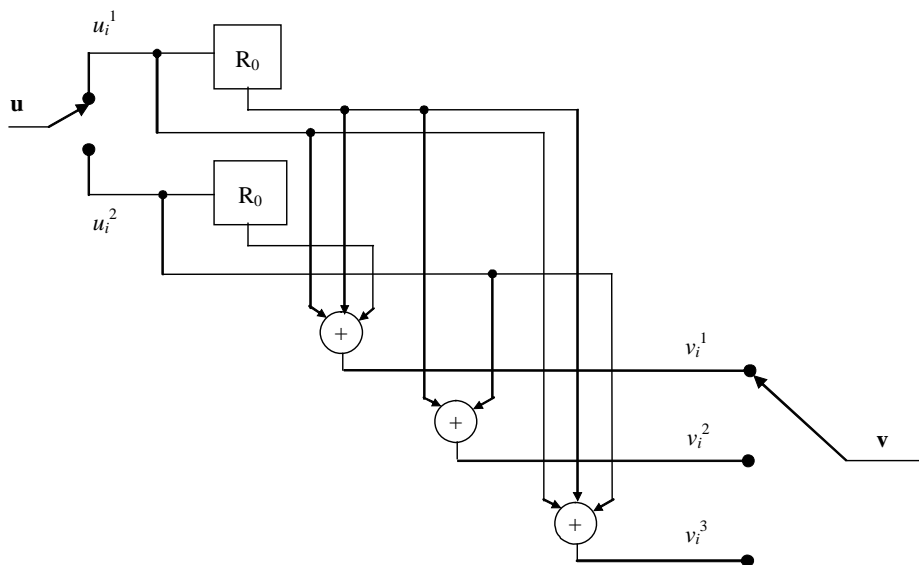 u_i^1
R_0
u
R_0
u_i^2
+
v_i^1
+
v_i^2
v
+
v_i^3